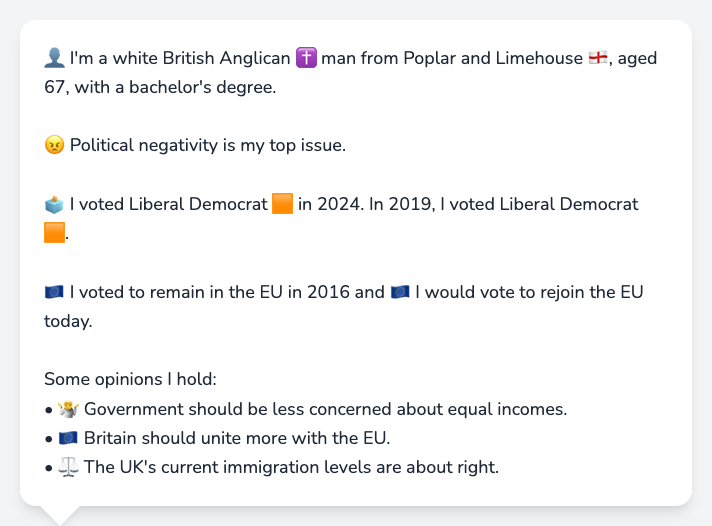 👤 I'm a white British Anglican ✝️ man from Poplar and Limehouse 🏴󠁧󠁢󠁥󠁮󠁧󠁿, aged
67, with a bachelor's degree.
😠 Political negativity is my top issue.
🗳️ I voted Liberal Democrat 🟧 in 2024. In 2019, I voted Liberal Democrat
🟧.
🇪🇺 I voted to remain in the EU in 2016 and 🇪🇺 I would vote to rejoin the EU
today.
Some opinions I hold:
• 🤷 Government should be less concerned about equal incomes.
• 🇪🇺 Britain should unite more with the EU.
• ⚖️ The UK's current immigration levels are about right.